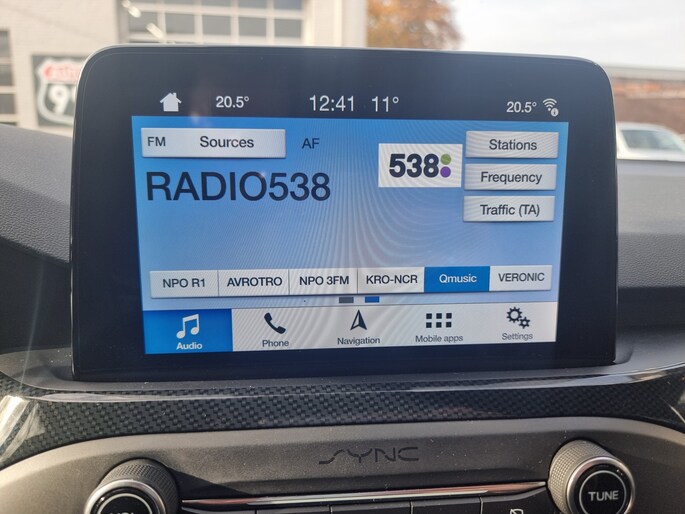 20.5° 12:41 11° 20.5°
FM Sources AF 538 Stations
RADIO538 Frequency
Traffic (TA)
NPO R1 AVROTRO NPO 3FM KRO-NCR Qmusic VERONIC
Audio Phone Navigation Mobile apps Settings
SYNC
TUNE